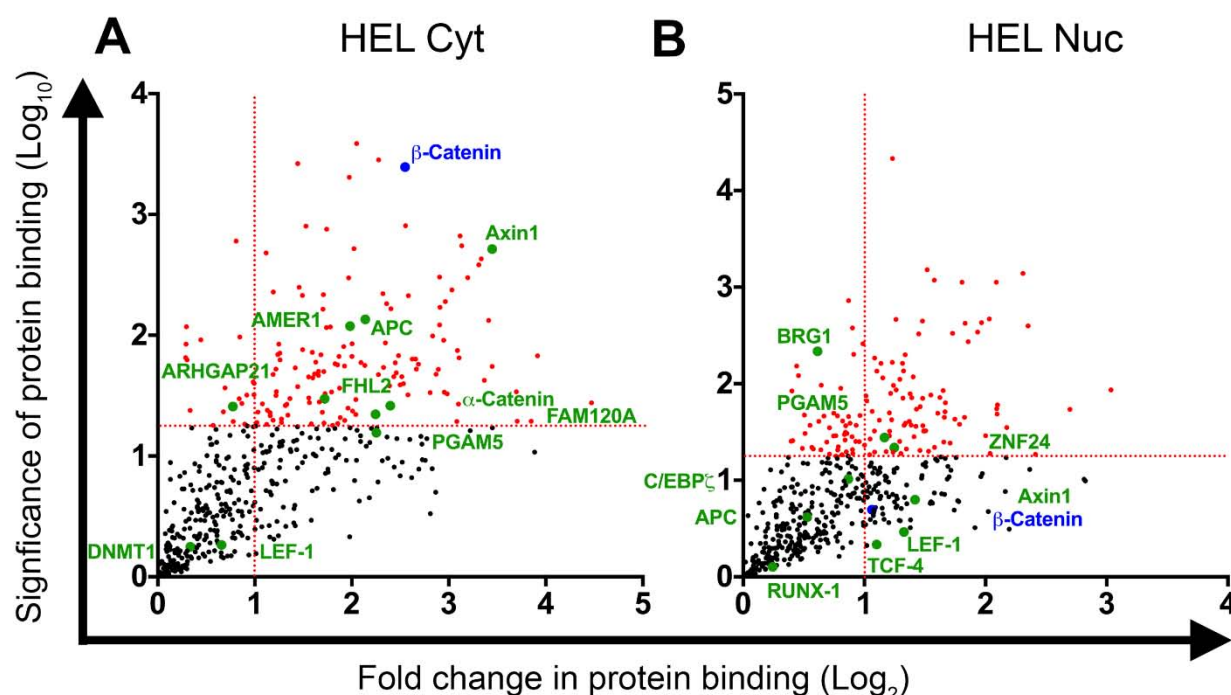 A
HEL Cyt
B
HEL Nuc
Signficance of protein binding (Log10)
4
3
2
1
0
0 1 2 3 4 5
β-Catenin
Axin1
AMER1
APC
ARHGAP21
FHL2
α-Catenin
FAM120A
PGAM5
DNMT1
LEF-1
5
4
3
2
1
0
0 1 2 3 4
BRG1
PGAM5
ZNF24
C/EBPζ
Axin1
APC
β-Catenin
LEF-1
TCF-4
RUNX-1
Fold change in protein binding (Log2)